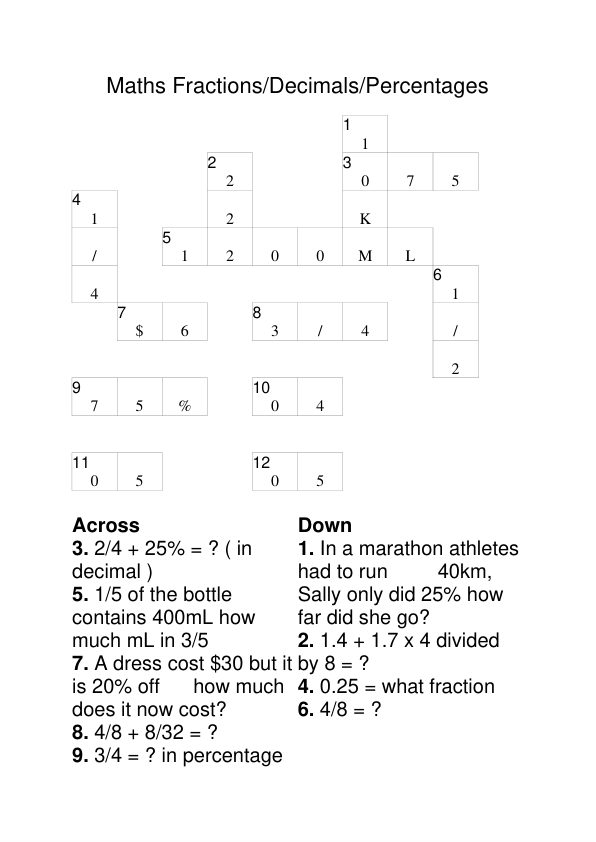 Maths Fractions/Decimals/Percentages
1
1
2 3
2 0 7 5
4
1 2 K
5
/ 1 2 0 0 M L
6
4 1
7 8
$ 6 3 / 4 /
2
9 10
7 5 % 0 4
11 12
0 5 0 5
Across
3. 2/4 + 25% = ? ( in
decimal )
5. 1/5 of the bottle
contains 400mL how
much mL in 3/5
7. A dress cost $30 but it
is 20% off how much
does it now cost?
8. 4/8 + 8/32 = ?
9. 3/4 = ? in percentage
Down
1. In a marathon athletes
had to run 40km,
Sally only did 25% how
far did she go?
2. 1.4 + 1.7 x 4 divided
by 8 = ?
4. 0.25 = what fraction
6. 4/8 = ?